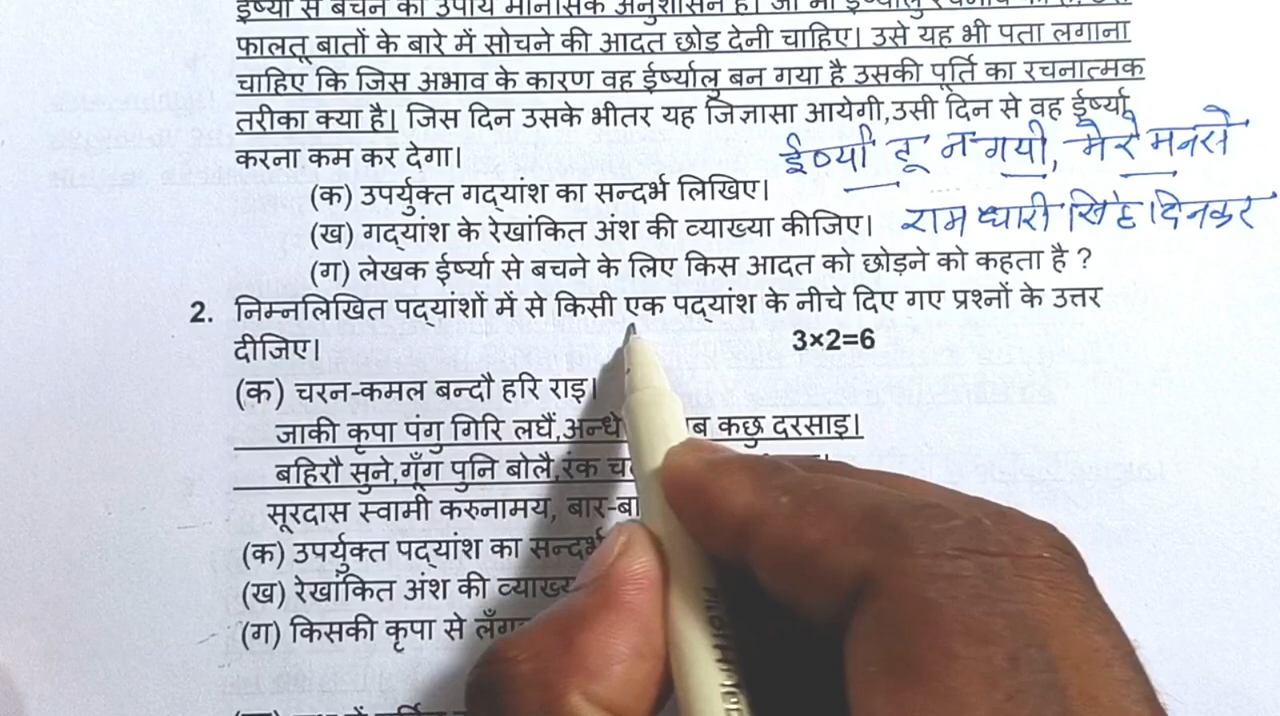 फालतू बातों के बारे में सोचने की आदत छोड़ देनी चाहिए। उसे यह भी पता लगाना
चाहिए कि जिस अभाव के कारण वह ईर्ष्यालु बन गया है उसकी पूर्ति का रचनात्मक
तरीका क्या है। जिस दिन उसके भीतर यह जिज्ञासा आयेगी,उसी दिन से वह ईर्ष्या
करना कम कर देगा।
ईर्ष्या तू न गयी, मेरे मनसे
(क) उपर्युक्त गद्यांश का सन्दर्भ लिखिए।
(ख) गद्यांश के रेखांकित अंश की व्याख्या कीजिए।
राम धारी सिंह दिनकर
(ग) लेखक ईर्ष्या से बचने के लिए किस आदत को छोड़ने को कहता है ?
2. निम्नलिखित पद्यांशों में से किसी एक पद्यांश के नीचे दिए गए प्रश्नों के उत्तर
दीजिए। 3×2=6
(क) चरन-कमल बन्दौ हरि राइ।
जाकी कृपा पंगु गिरि लघैं,अन्धे कछु दरसाइ।
बहिरौ सुने,गूँग पुनि बोलै,रंक
सूरदास स्वामी करुनामय,
(क) उपर्युक्त पद्यांश का सन्दर्भ
(ख) रेखांकित अंश की
(ग) किसकी कृपा से